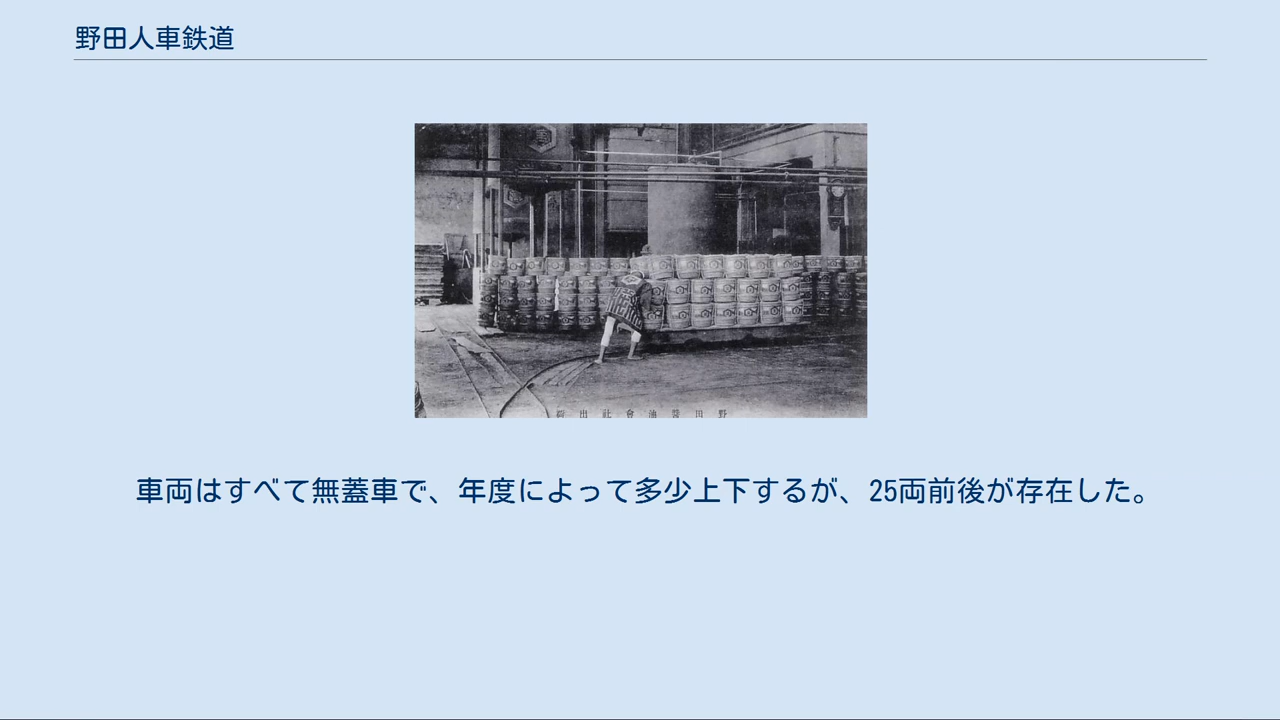 野田人車鉄道
野田醤油會社出荷
車両はすべて無蓋車で、年度によって多少上下するが、25両前後が存在した。